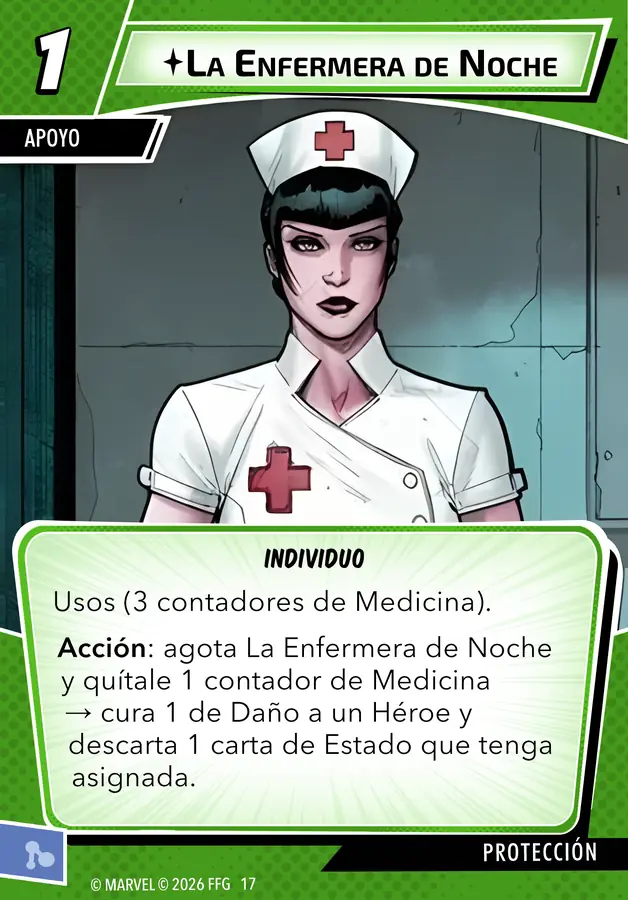 1
✦La Enfermera de Noche
APOYO
INDIVIDUO
Usos (3 contadores de Medicina).
Acción: agota La Enfermera de Noche
y quítale 1 contador de Medicina
→ cura 1 de Daño a un Héroe y
descarta 1 carta de Estado que tenga
asignada.
PROTECCIÓN
© MARVEL © 2026 FFG 17